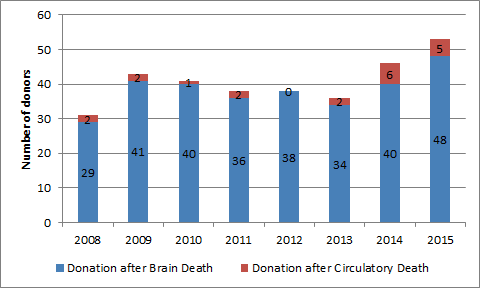 60
50
40
30
20
10
0
Number of donors
2 2 1 2 0 2 6 5
29 41 40 36 38 34 40 48
2008 2009 2010 2011 2012 2013 2014 2015
Donation after Brain Death Donation after Circulatory Death